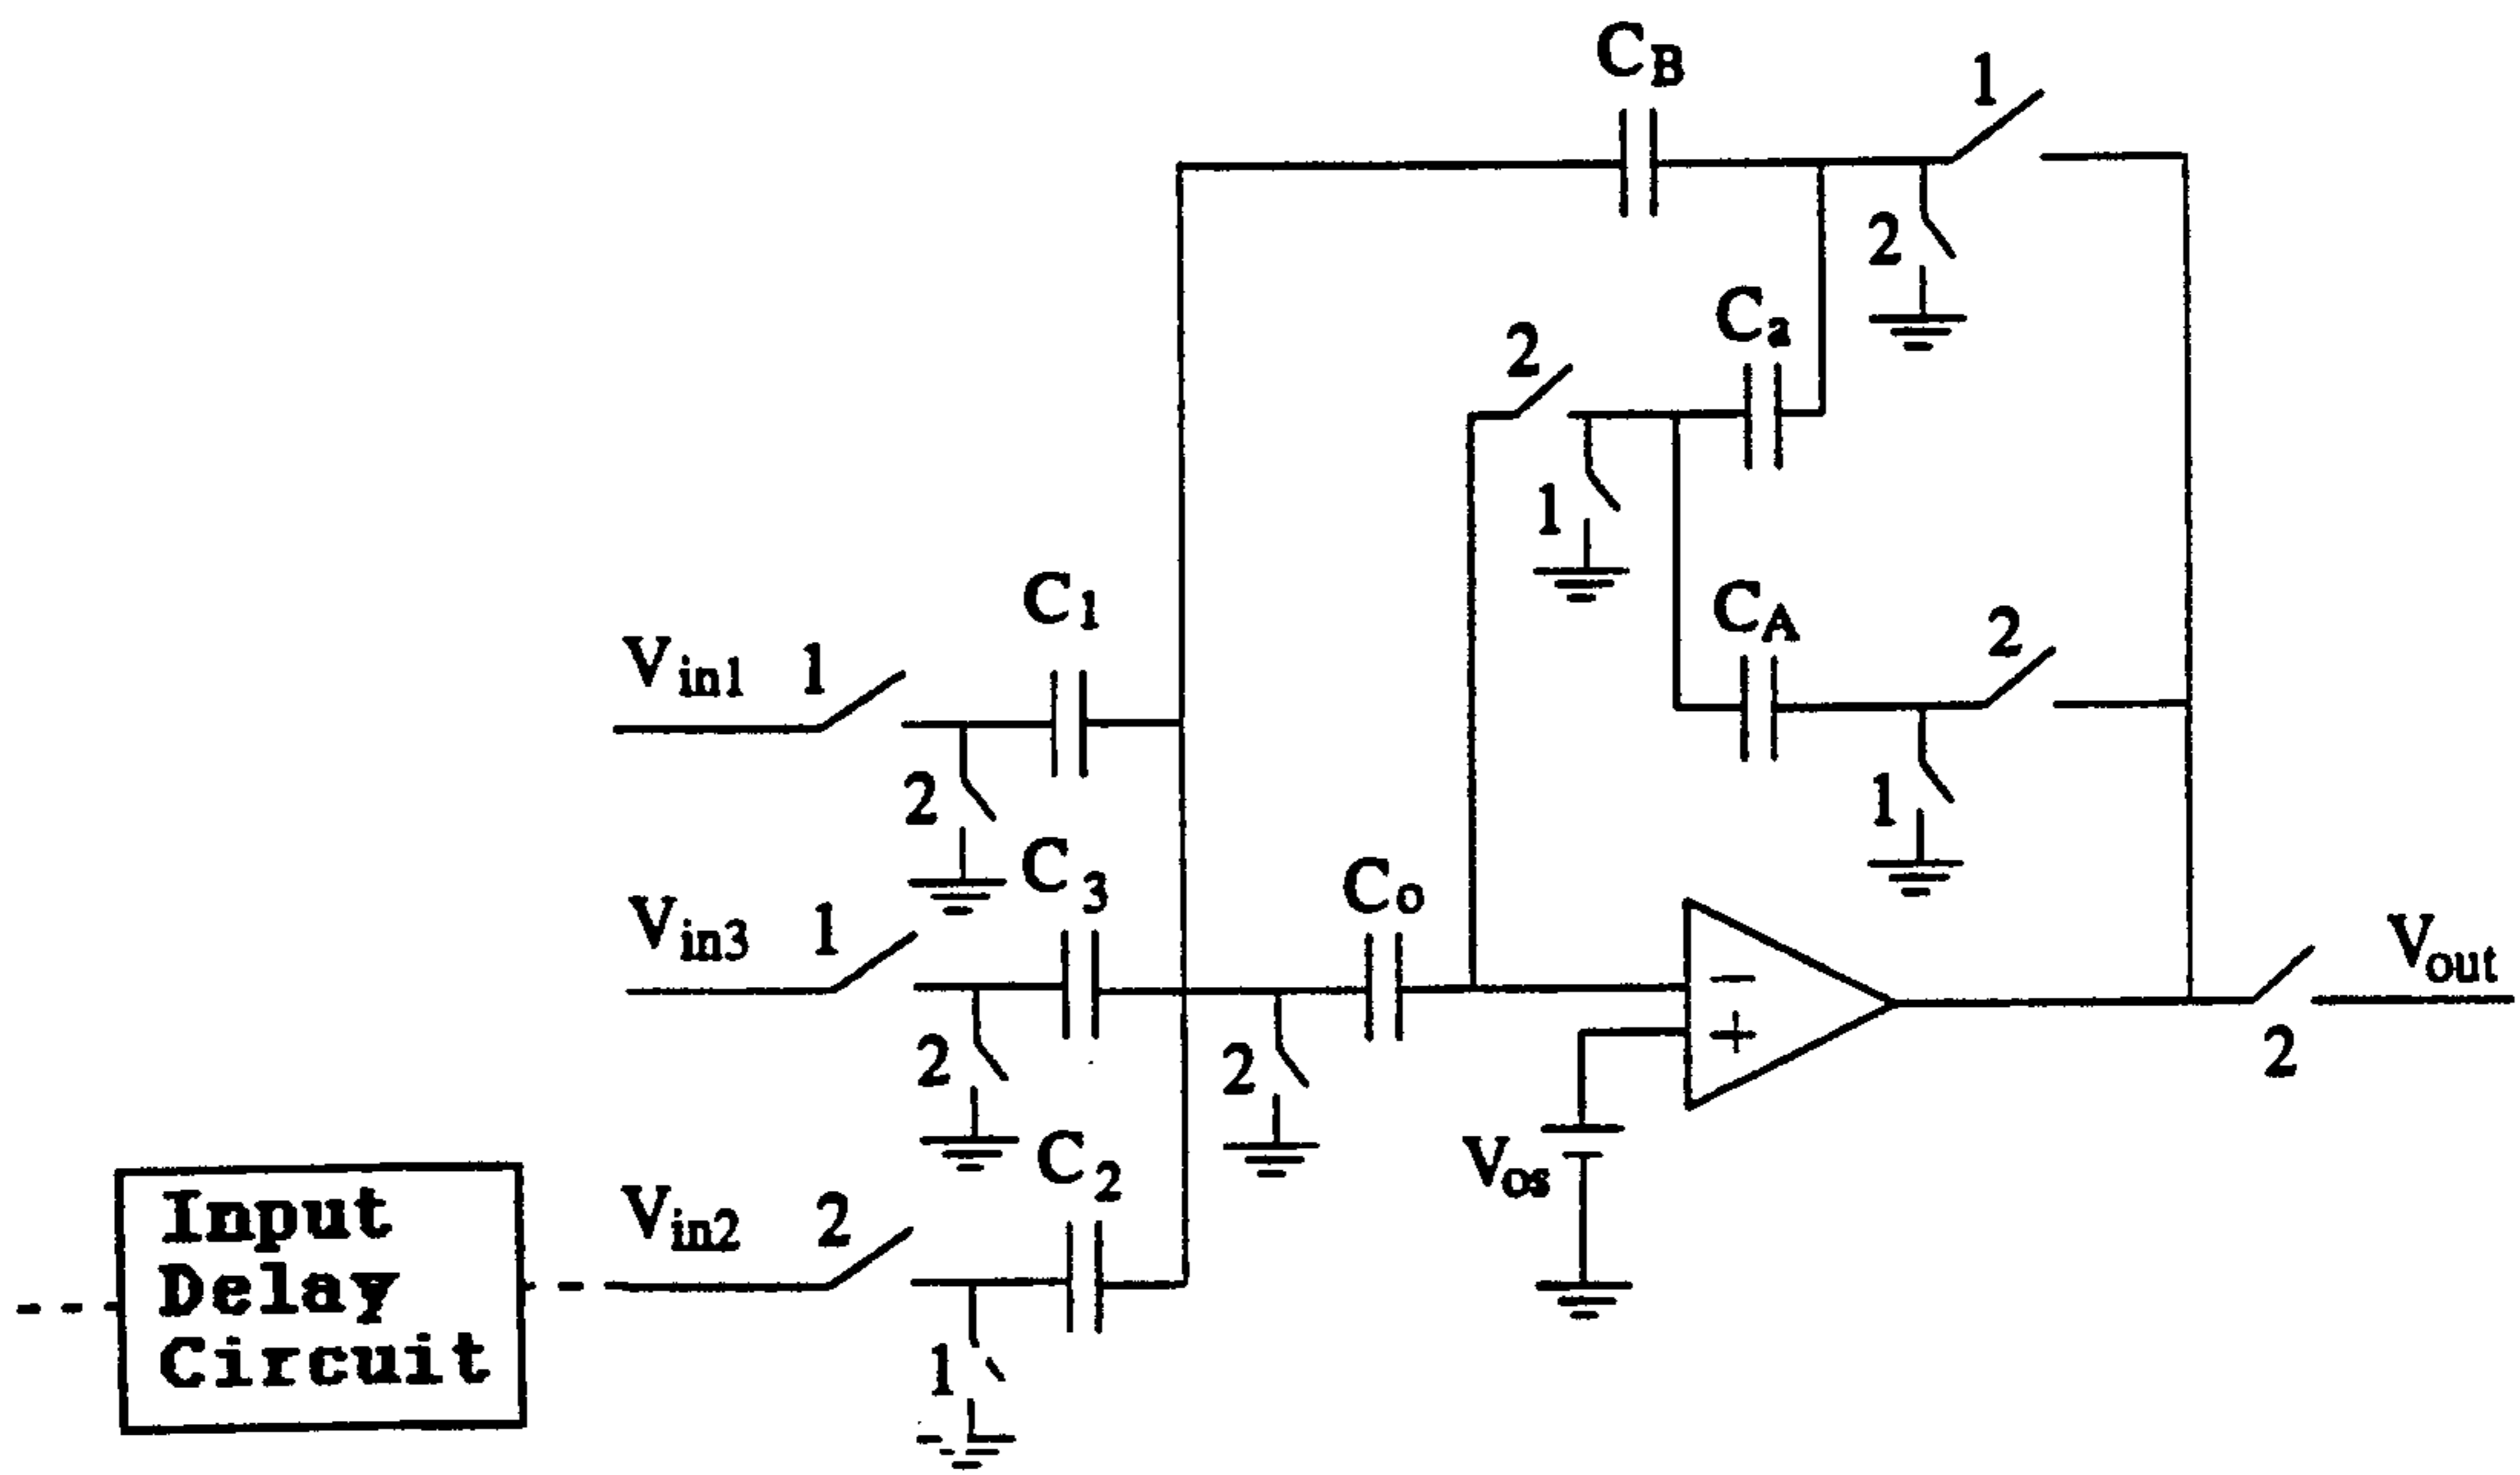 C_B
1
2
C_a
2
1
C_A
2
1
C_1
V_in1 1
2
C_3
V_in3 1
2
C_o
2
−
+
V_out
2
V_os
C_2
V_in2 2
1
Input
Delay
Circuit